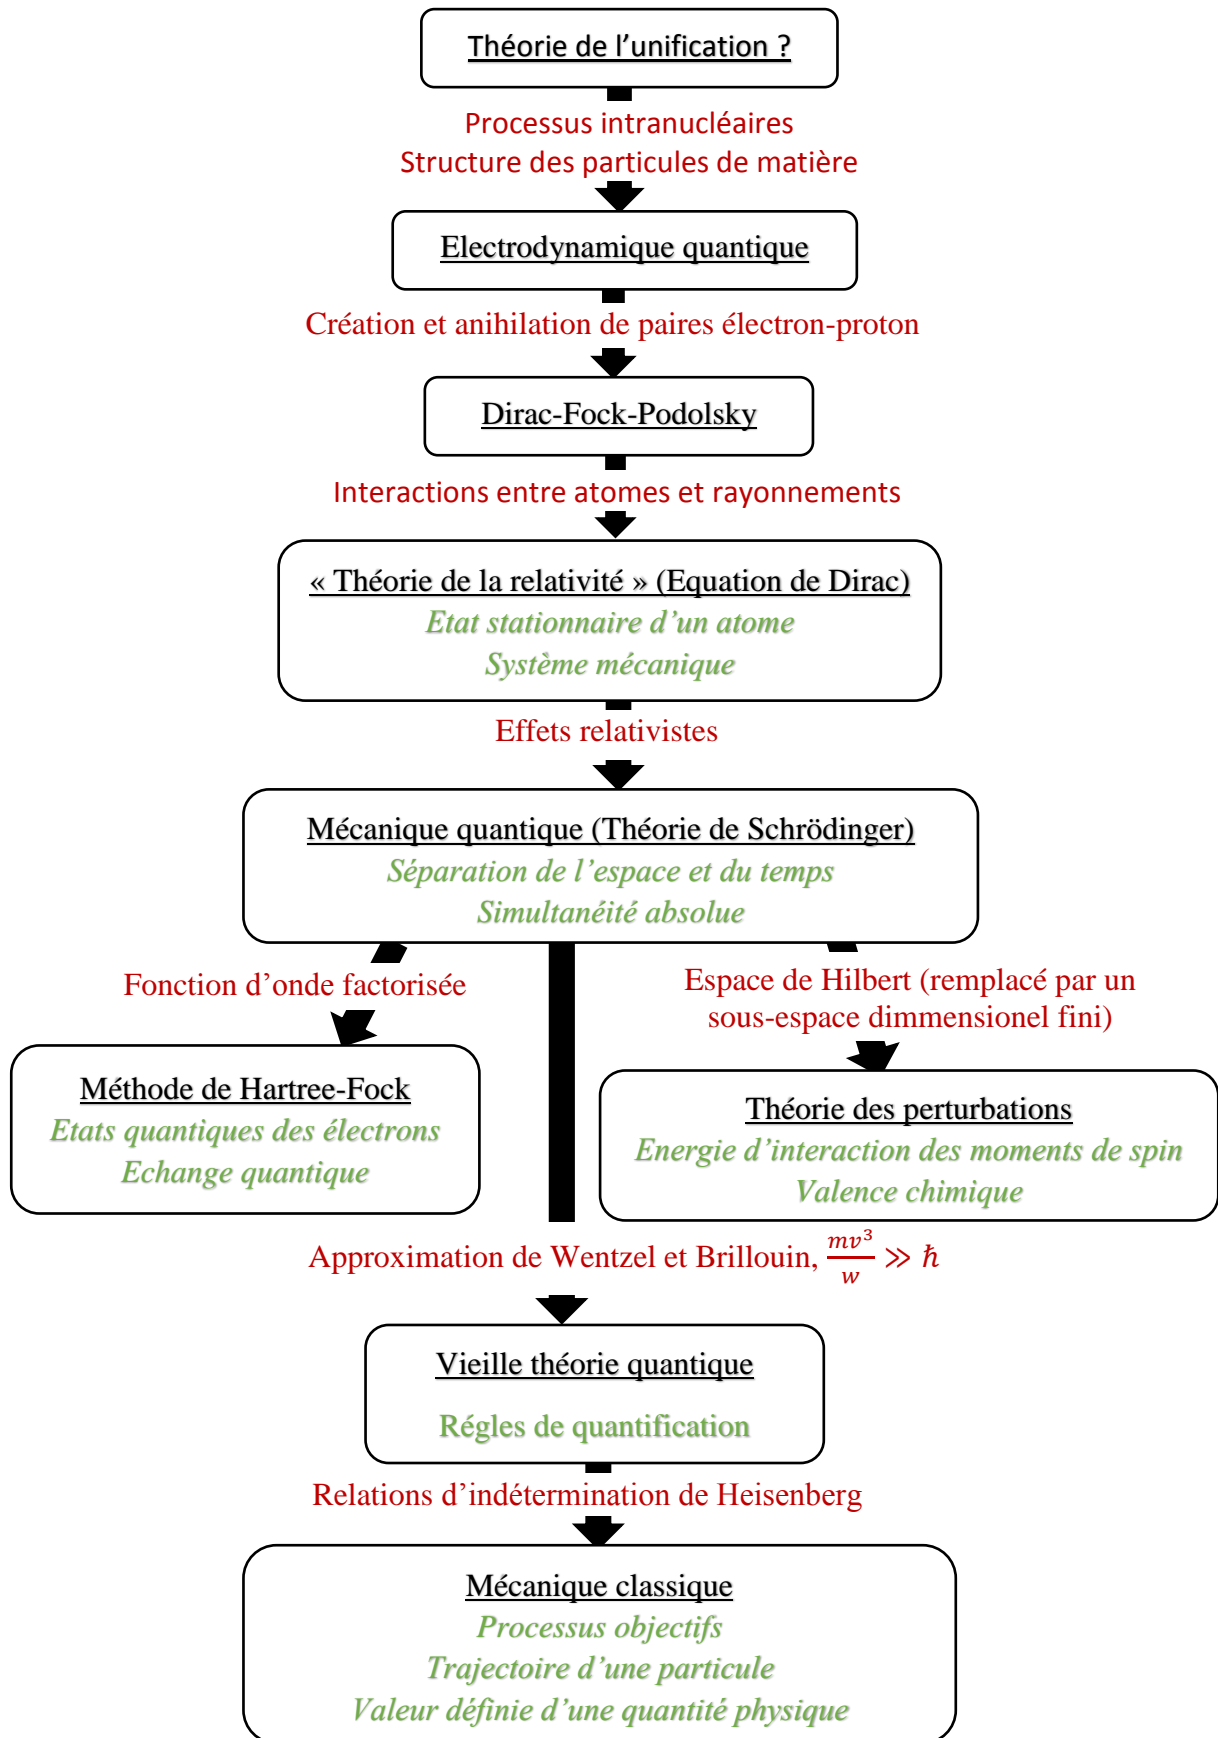 Théorie de l’unification ?
Processus intranucléaires
Structure des particules de matière
Electrodynamique quantique
Création et anihilation de paires électron-proton
Dirac-Fock-Podolsky
Interactions entre atomes et rayonnements
« Théorie de la relativité » (Equation de Dirac)
Etat stationnaire d’un atome
Système mécanique
Effets relativistes
Mécanique quantique (Théorie de Schrödinger)
Séparation de l’espace et du temps
Simultanéité absolue
Fonction d’onde factorisée
Espace de Hilbert (remplacé par un
sous-espace dimmensionel fini)
Méthode de Hartree-Fock
Etats quantiques des électrons
Echange quantique
Théorie des perturbations
Energie d’interaction des moments de spin
Valence chimique
Approximation de Wentzel et Brillouin, mv³/w ≫ ℏ
Vieille théorie quantique
Régles de quantification
Relations d’indétermination de Heisenberg
Mécanique classique
Processus objectifs
Trajectoire d’une particule
Valeur définie d’une quantité physique